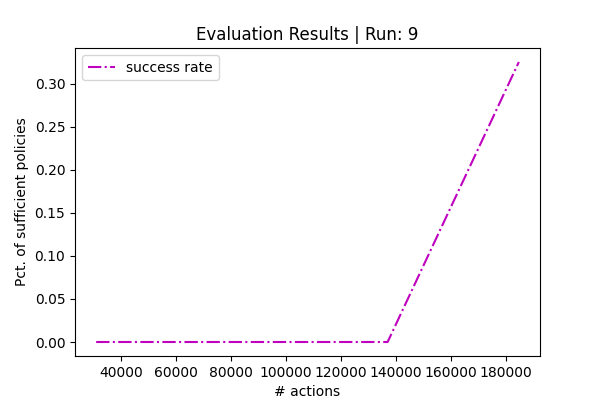 Evaluation Results | Run: 9
success rate
Pct. of sufficient policies
0.30
0.25
0.20
0.15
0.10
0.05
0.00
40000 60000 80000 100000 120000 140000 160000 180000
# actions